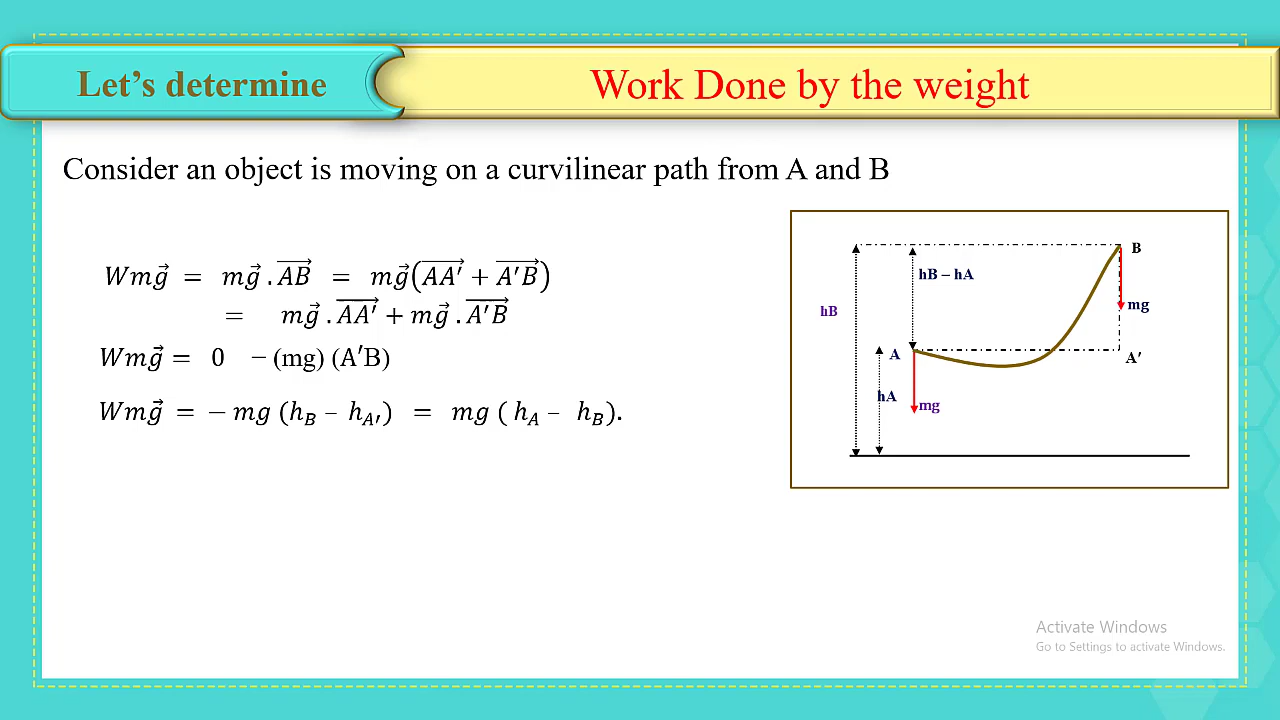 Let's determine
Work Done by the weight
Consider an object is moving on a curvilinear path from A and B
𝑊𝑚𝑔⃗ = 𝑚𝑔⃗ . 𝐴𝐵⃗ = 𝑚𝑔⃗(𝐴𝐴′⃗ + 𝐴′𝐵⃗)
= 𝑚𝑔⃗ . 𝐴𝐴′⃗ + 𝑚𝑔⃗ . 𝐴′𝐵⃗
𝑊𝑚𝑔⃗ = 0 − (mg) (A′B)
𝑊𝑚𝑔⃗ = − 𝑚𝑔 (ℎ_B − ℎ_A′) = 𝑚𝑔 ( ℎ_A − ℎ_B).
B
hB – hA
mg
hB
A
A′
hA
mg
Activate Windows
Go to Settings to activate Windows.